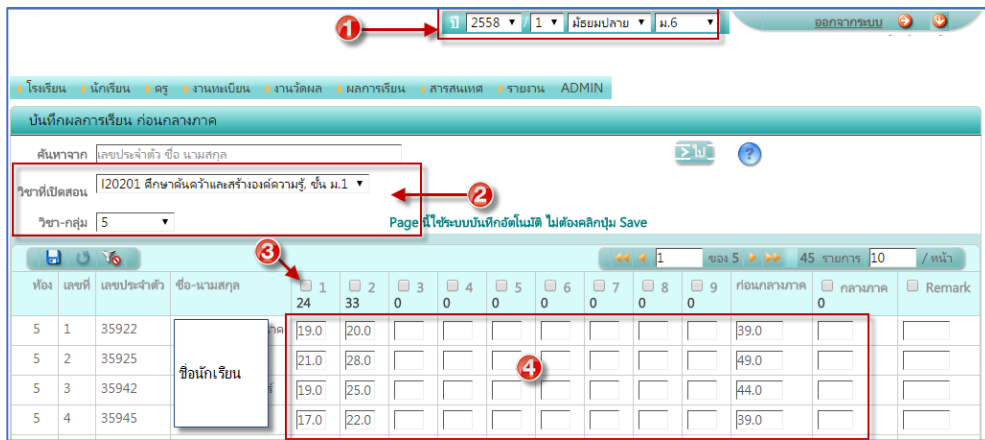 1 ปี 2558 / 1 มัธยมปลาย ม.6 ออกจากระบบ
โรงเรียน นักเรียน ครู งานทะเบียน งานวัดผล ผลการเรียน สารสนเทศ รายงาน ADMIN
บันทึกผลการเรียน ก่อนกลางภาค
ค้นหาจาก เลขประจำตัว ชื่อ นามสกุล ไป ?
วิชาที่เปิดสอน I20201 ศึกษาค้นคว้าและสร้างองค์ความรู้, ชั้น ม.1
2
วิชา-กลุ่ม 5 Page นี้ใช้ระบบบันทึกอัตโนมัติ ไม่ต้องคลิกปุ่ม Save
3 1 ของ 5 45 รายการ 10 / หน้า
ห้อง เลขที่ เลขประจำตัว ชื่อ-นามสกุล 1 2 3 4 5 6 7 8 9 ก่อนกลางภาค กลางภาค Remark
24 33 0 0 0 0 0 0 0 0
5 1 35922 19.0 20.0 39.0
5 2 35925 21.0 28.0 49.0
ชื่อนักเรียน 4
5 3 35942 19.0 25.0 44.0
5 4 35945 17.0 22.0 39.0